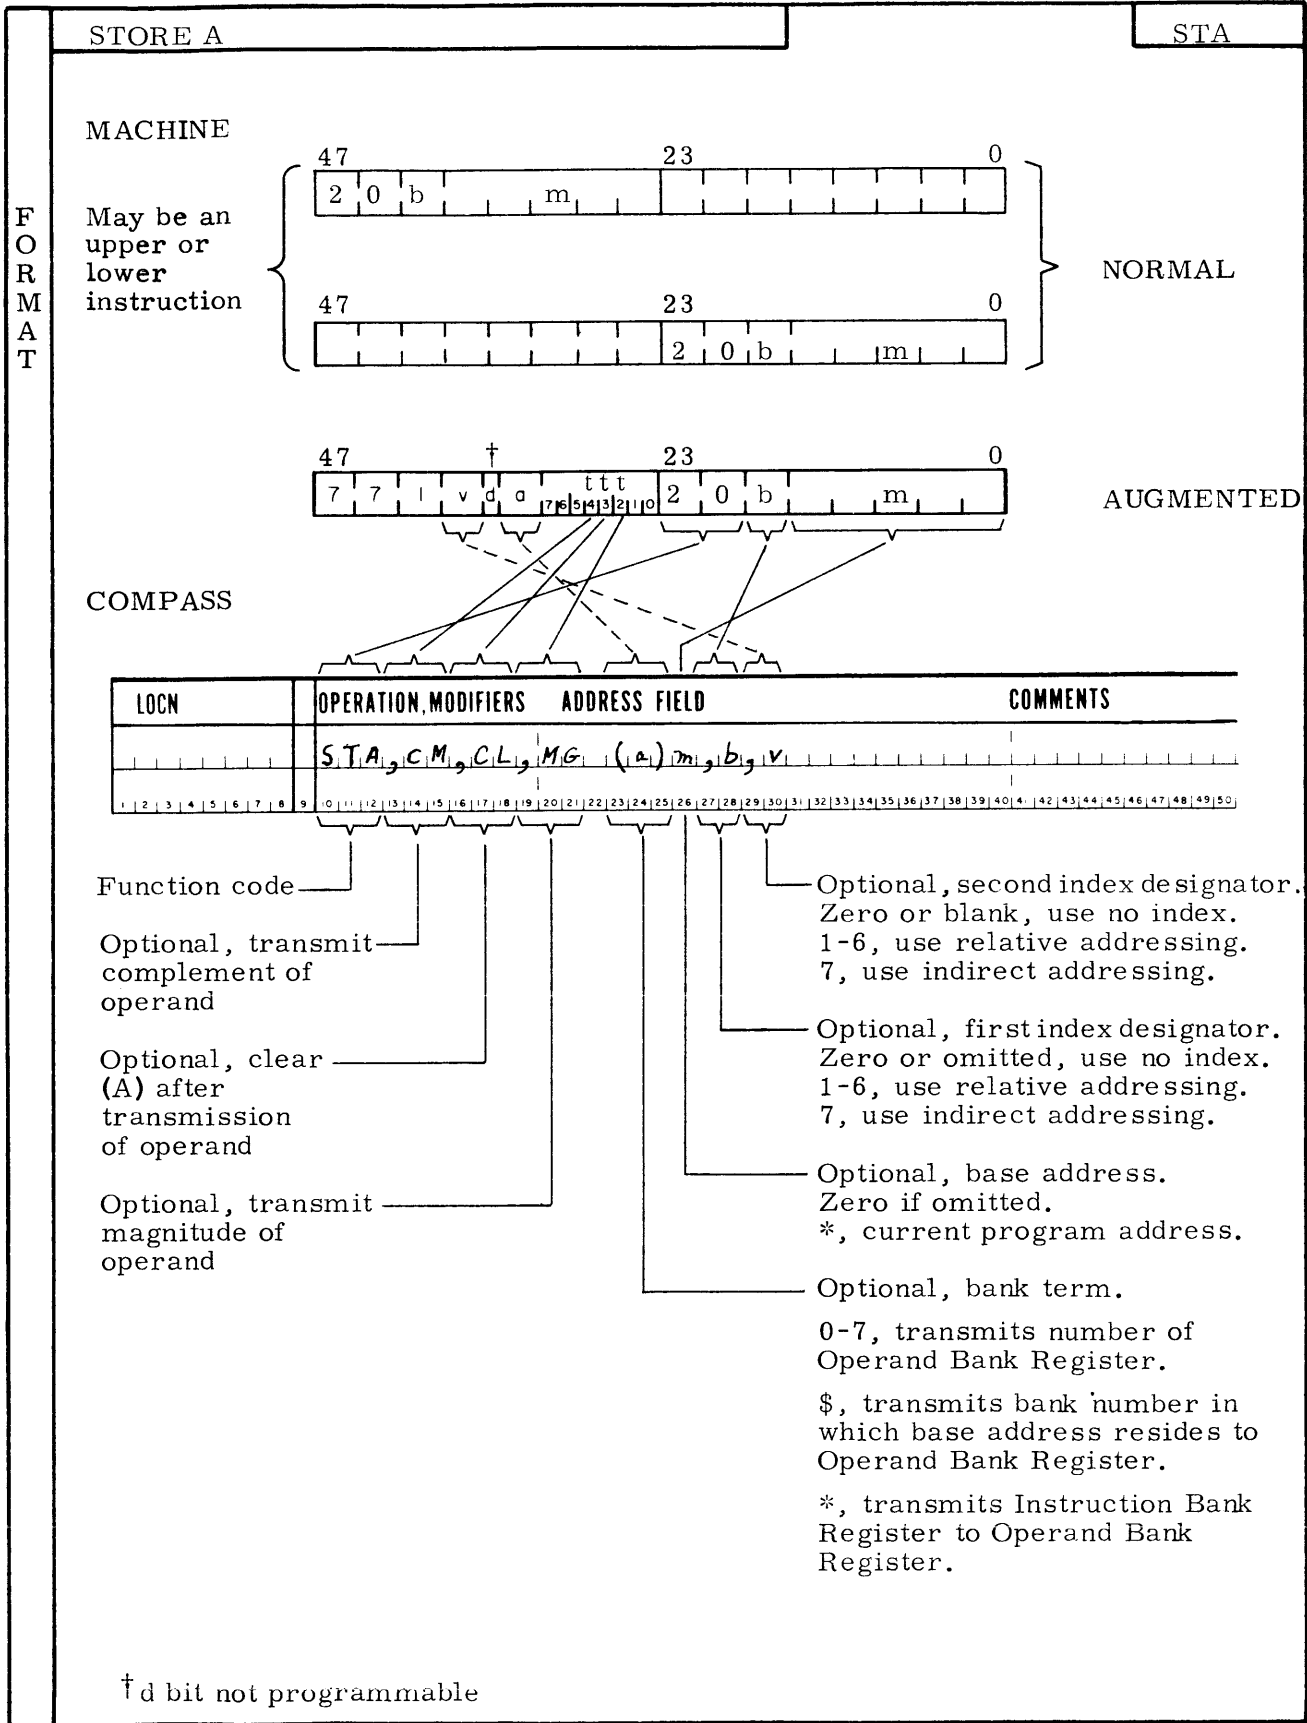 STORE A
STA
FORMAT
MACHINE
May be an
upper or
lower
instruction
47 23 0
2 0 b m
NORMAL
47 23 0
2 0 b m
47 † 23 0
7 7 1 v d a t t t 2 0 b m
7 6 5 4 3 2 1 0
AUGMENTED
COMPASS
LOCN OPERATION, MODIFIERS ADDRESS FIELD COMMENTS
STA,CM,CL,MG (a)m,b,v
1 2 3 4 5 6 7 8 9 10 11 12 13 14 15 16 17 18 19 20 21 22 23 24 25 26 27 28 29 30 31 32 33 34 35 36 37 38 39 40 41 42 43 44 45 46 47 48 49 50
Function code
Optional, transmit
complement of
operand
Optional, clear
(A) after
transmission
of operand
Optional, transmit
magnitude of
operand
Optional, second index designator.
Zero or blank, use no index.
1-6, use relative addressing.
7, use indirect addressing.
Optional, first index designator.
Zero or omitted, use no index.
1-6, use relative addressing.
7, use indirect addressing.
Optional, base address.
Zero if omitted.
*, current program address.
Optional, bank term.
0-7, transmits number of
Operand Bank Register.
$, transmits bank number in
which base address resides to
Operand Bank Register.
*, transmits Instruction Bank
Register to Operand Bank
Register.
† d bit not programmable